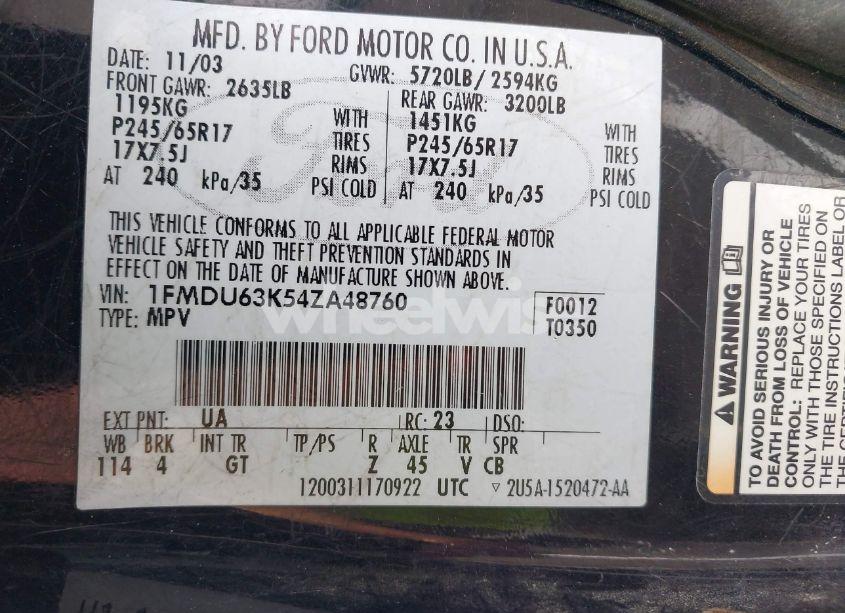 MFD. BY FORD MOTOR CO. IN U.S.A.
DATE: 11/03 GVWR: 5720LB/ 2594KG
FRONT GAWR: 2635LB REAR GAWR: 3200LB
1195KG WITH 1451KG WITH
P245/65R17 TIRES P245/65R17 TIRES
17X7.5J RIMS 17X7.5J RIMS
AT 240 kPa/35 PSI COLD AT 240 kPa/35 PSI COLD
THIS VEHICLE CONFORMS TO ALL APPLICABLE FEDERAL MOTOR
VEHICLE SAFETY AND THEFT PREVENTION STANDARDS IN
EFFECT ON THE DATE OF MANUFACTURE SHOWN ABOVE.
VIN: 1FMDU63K54ZA48760 F0012
TYPE: MPV T0350
EXT PNT: UA RC: 23 DSO:
WB BRK INT TR TP/PS R AXLE TR SPR
114 4 GT Z 45 V CB
1200311170922 UTC ▽ 2U5A-1520472-AA
Ford
wheelwis
⚠ WARNING
TO AVOID SERIOUS INJURY OR
DEATH FROM LOSS OF VEHICLE
CONTROL: REPLACE YOUR TIRES
ONLY WITH THOSE SPECIFIED ON
THE TIRE INSTRUCTIONS LABEL OR